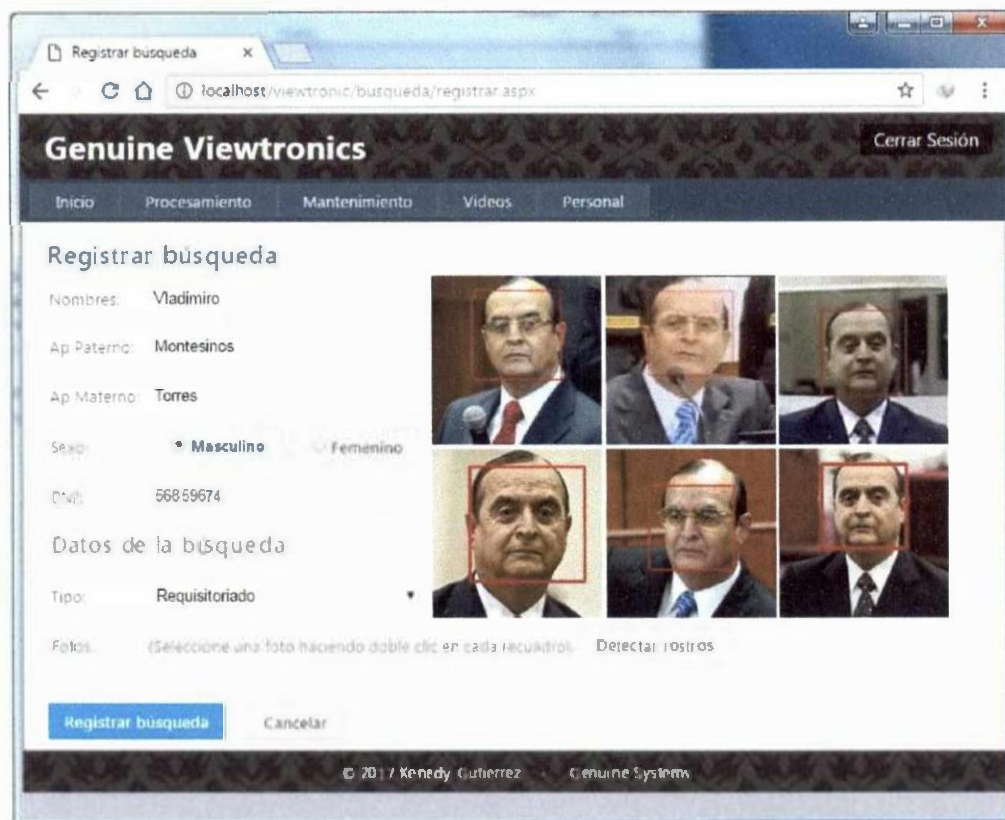 Registrar búsqueda
localhost/viewtronic/busqueda/registrar.aspx
Genuine Viewtronics
Cerrar Sesión
Inicio Procesamiento Mantenimiento Videos Personal
Registrar búsqueda
Nombres: Vladimiro
Ap Paterno: Montesinos
Ap Materno: Torres
Sexo: Masculino Femenino
DNI: 56859674
Datos de la búsqueda
Tipo: Requisitoriado
Fotos: (Seleccione una foto haciendo doble clic en cada recuadro). Detectar rostros
Registrar búsqueda Cancelar
© 2017 Kenedy Gutierrez - Genuine Systems